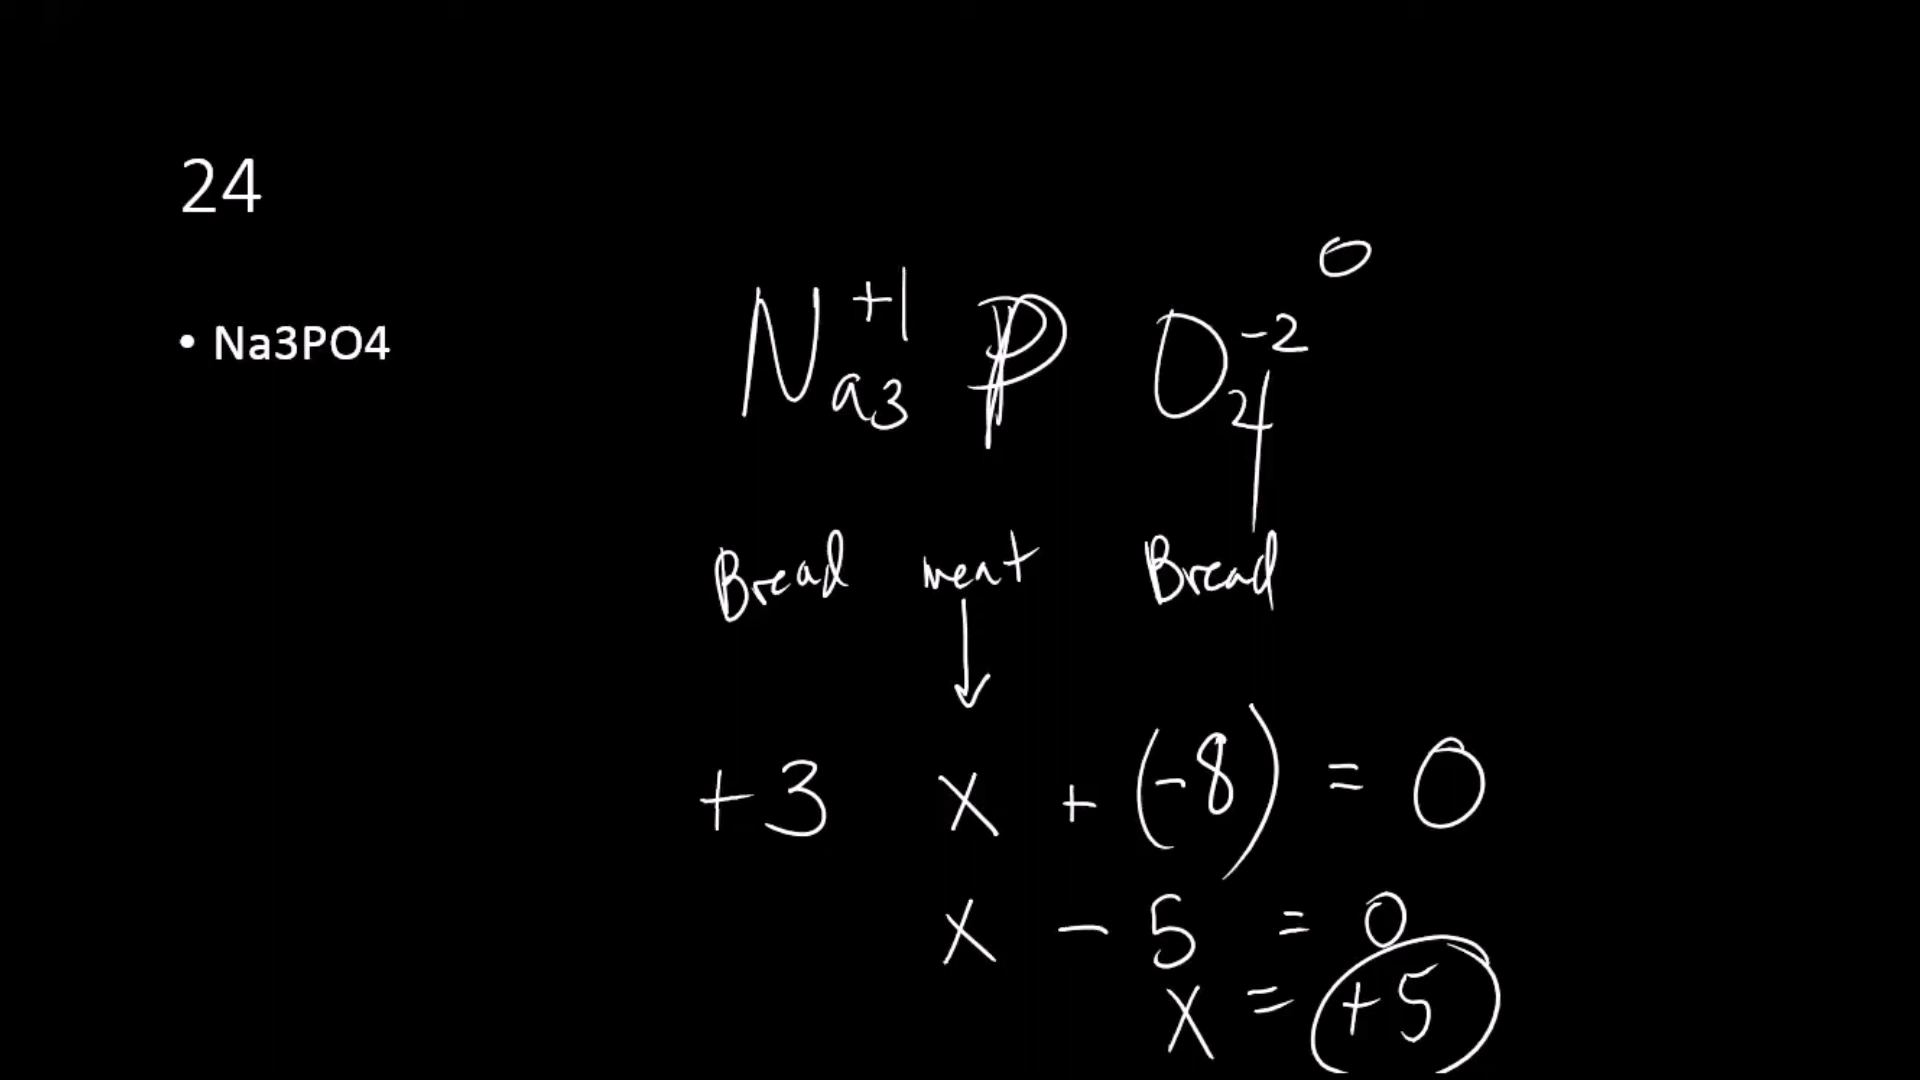 24
• Na3PO4
0
Na3 +1 P O4 -2
Bread meat Bread
+3 x + (-8) = 0
x - 5 = 0
x = +5